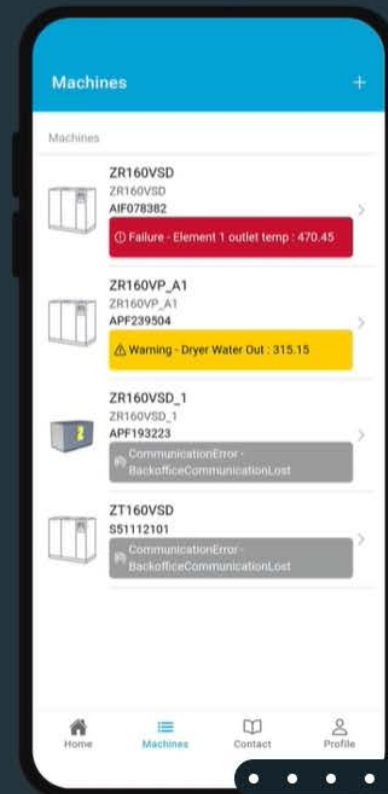 Machines
+
Machines
ZR160VSD
ZR160VSD
AIF078382
Failure - Element 1 outlet temp : 470.45
ZR160VP_A1
ZR160VP_A1
APF239504
Warning - Dryer Water Out : 315.15
ZR160VSD_1
ZR160VSD_1
APF193223
CommunicationError -
BackofficeCommunicationLost
ZT160VSD
S51112101
CommunicationError -
BackofficeCommunicationLost
Home
Machines
Contact
Profile